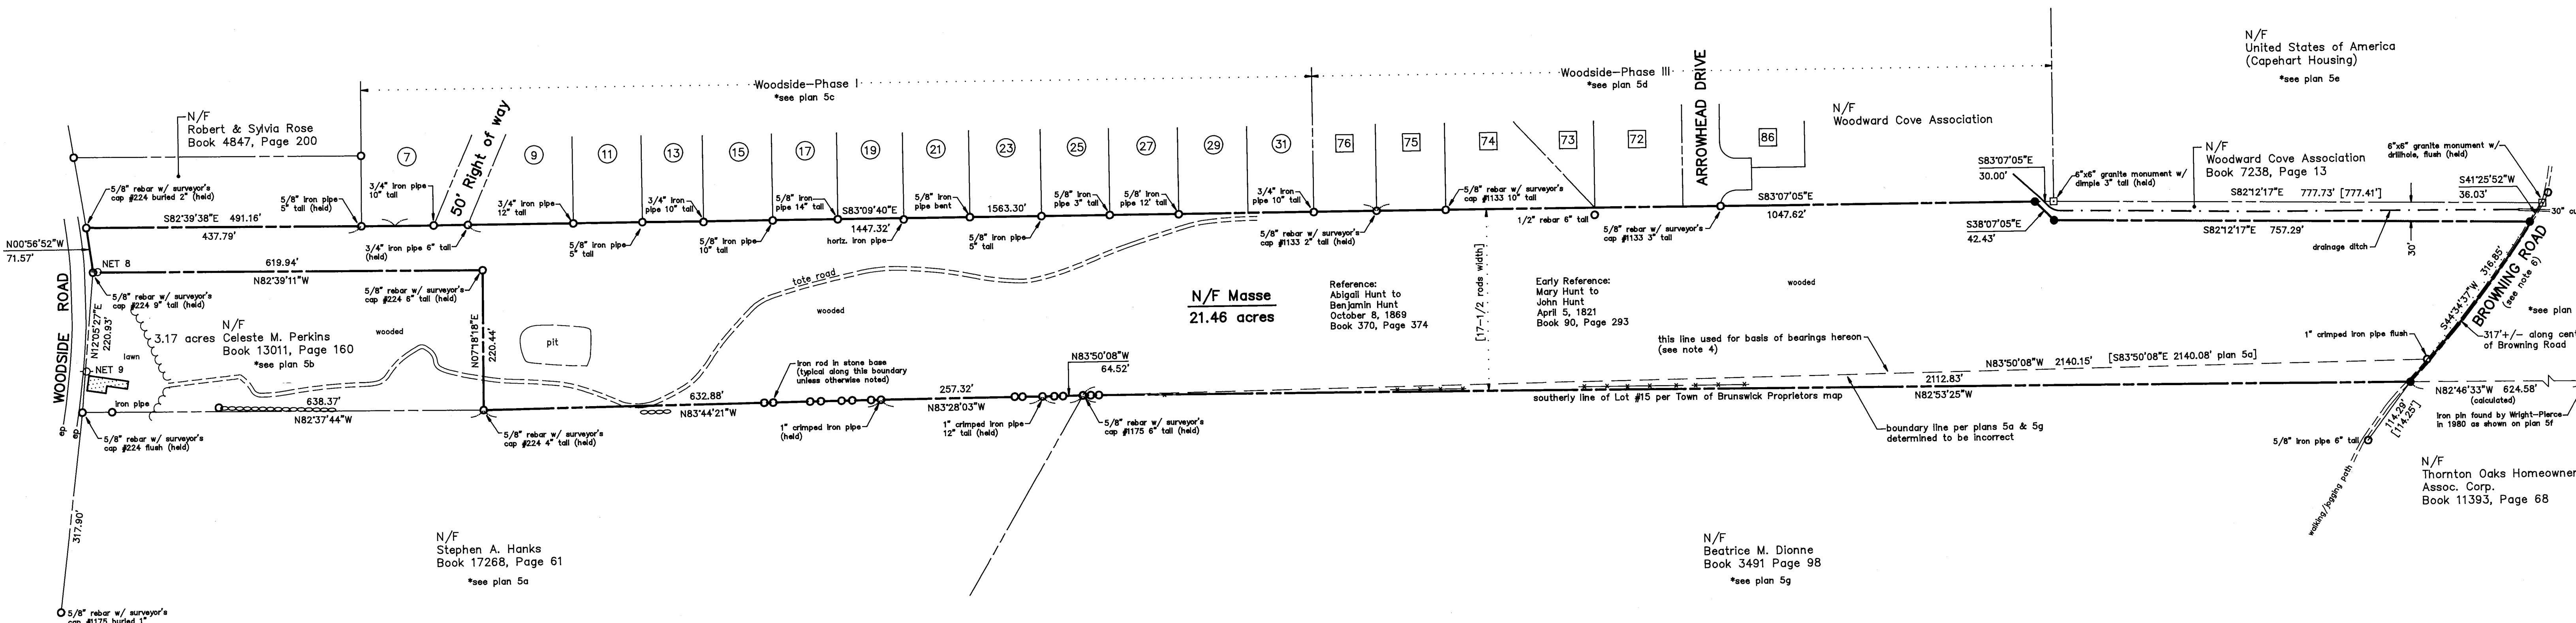 N/F
Robert & Sylvia Rose
Book 4847, Page 200
Woodside-Phase I
*see plan 5c
Woodside-Phase III
*see plan 5d
ARROWHEAD DRIVE
N/F
Woodward Cove Association
N/F
United States of America
(Capehart Housing)
*see plan 5e
50' Right of way
7
9
11
13
15
17
19
21
23
25
27
29
31
76
75
74
73
72
86
5/8" rebar w/ surveyor's
cap #224 buried 2" (held)
5/8" iron pipe
5" tall (held)
3/4" iron pipe
10" tall
3/4" iron pipe
12" tall
3/4" iron
pipe 10" tall
5/8" iron
pipe 14" tall
5/8" iron
pipe bent
5/8" iron
pipe 3" tall
5/8" iron
pipe 12' tall
3/4" iron
pipe 10" tall
5/8" rebar w/ surveyor's
cap #1133 10" tall
S82°39'38"E 491.16'
437.79'
3/4" iron pipe 6" tall
(held)
5/8" iron pipe
5" tall
5/8" iron pipe
10" tall
S83°09'40"E
1447.32'
1563.30'
horiz. iron pipe
5/8" iron pipe
5" tall
5/8" rebar w/ surveyor's
cap #1133 2" tall (held)
1/2" rebar 6" tall
5/8" rebar w/ surveyor's
cap #1133 3" tall
S83°07'05"E
1047.62'
S83°07'05"E
30.00'
S38°07'05"E
42.43'
6"x6" granite monument w/
dimple 3" tall (held)
N/F
Woodward Cove Association
Book 7238, Page 13
S82°12'17"E 777.73' [777.41']
S82°12'17"E 757.29'
drainage ditch
30'
6"x6" granite monument w/
drillhole, flush (held)
S41°25'52"W
36.03'
30" cu
N00°56'52"W
71.57'
WOODSIDE ROAD
NET 8
619.94'
N82°39'11"W
5/8" rebar w/ surveyor's
cap #224 9" tall (held)
5/8" rebar w/ surveyor's
cap #224 6" tall (held)
N12°05'27"E
220.93'
3.17 acres
N/F
Celeste M. Perkins
Book 13011, Page 160
*see plan 5b
wooded
lawn
NET 9
N07°18'18"E
220.44'
pit
tote road
wooded
N/F Masse
21.46 acres
Reference:
Abigail Hunt to
Benjamin Hunt
October 8, 1869
Book 370, Page 374
[17-1/2 rods width]
Early Reference:
Mary Hunt to
John Hunt
April 5, 1821
Book 90, Page 293
wooded
this line used for basis of bearings hereon
(see note 4)
S44°34'37"W 316.85'
BROWNING ROAD
(see note 6)
*see plan
317'+/- along cent
of Browning Road
1" crimped iron pipe flush
iron rod in stone base
(typical along this boundary
unless otherwise noted)
N83°50'08"W
64.52'
N83°50'08"W 2140.15' [S83°50'08"E 2140.08' plan 5a]
2112.83'
N82°53'25"W
southerly line of Lot #15 per Town of Brunswick Proprietors map
boundary line per plans 5a & 5g
determined to be incorrect
iron pipe
638.37'
N82°37'44"W
ep
ep
5/8" rebar w/ surveyor's
cap #224 flush (held)
5/8" rebar w/ surveyor's
cap #224 4" tall (held)
632.88'
N83°44'21"W
257.32'
N83°28'03"W
1" crimped iron pipe
(held)
1" crimped iron pipe
12" tall (held)
5/8" rebar w/ surveyor's
cap #1175 6" tall (held)
N82°46'33"W 624.58'
(calculated)
iron pin found by Wright-Pierce
in 1980 as shown on plan 5f
114.29'
[114.25']
5/8" iron pipe 6" tall
walking/jogging path
N/F
Thornton Oaks Homeowner
Assoc. Corp.
Book 11393, Page 68
317.90'
N/F
Stephen A. Hanks
Book 17268, Page 61
*see plan 5a
N/F
Beatrice M. Dionne
Book 3491 Page 98
*see plan 5g
5/8" rebar w/ surveyor's
cap #1175 buried 1"